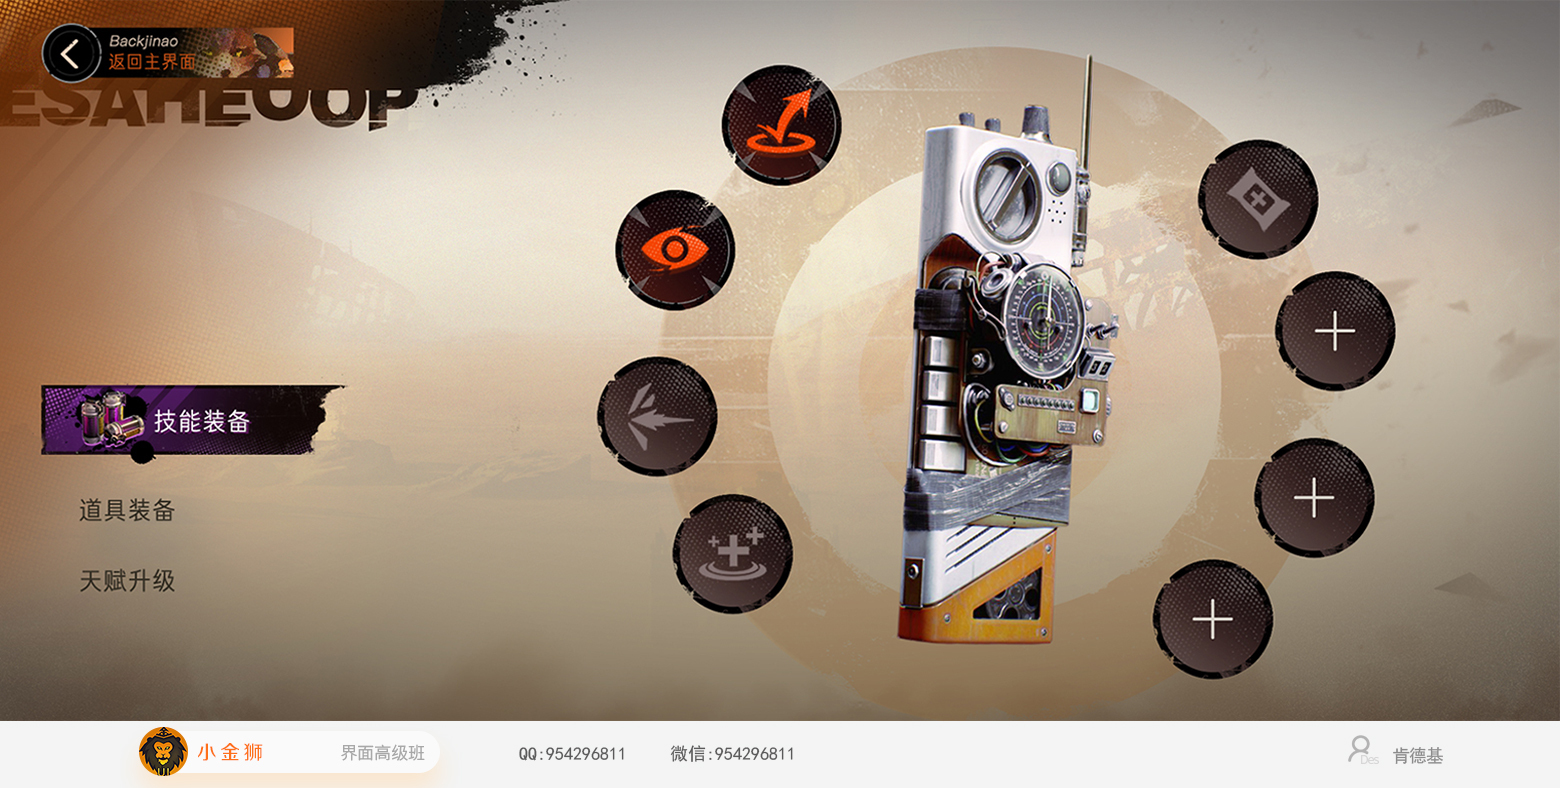 Backjinao
返回主界面
ESAHEOOP
技能装备
道具装备
天赋升级
小金狮
界面高级班
QQ:954296811
微信:954296811
Des
肯德基